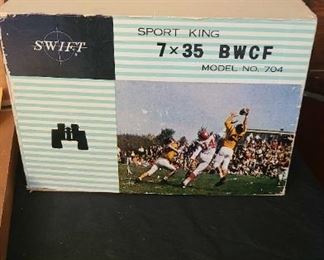 SWIFT
SPORT KING
7×35 BWCF
MODEL NO. 704